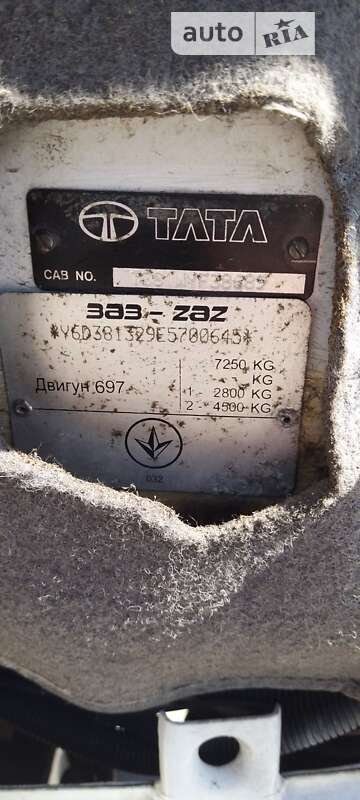 auto RIA
TATA
CAB NO.
ЗАЗ - ZAZ
*Y6D381329E5700645*
7250 KG
- KG
Двигун 697
1 - 2800 KG
2 - 4500 KG
032